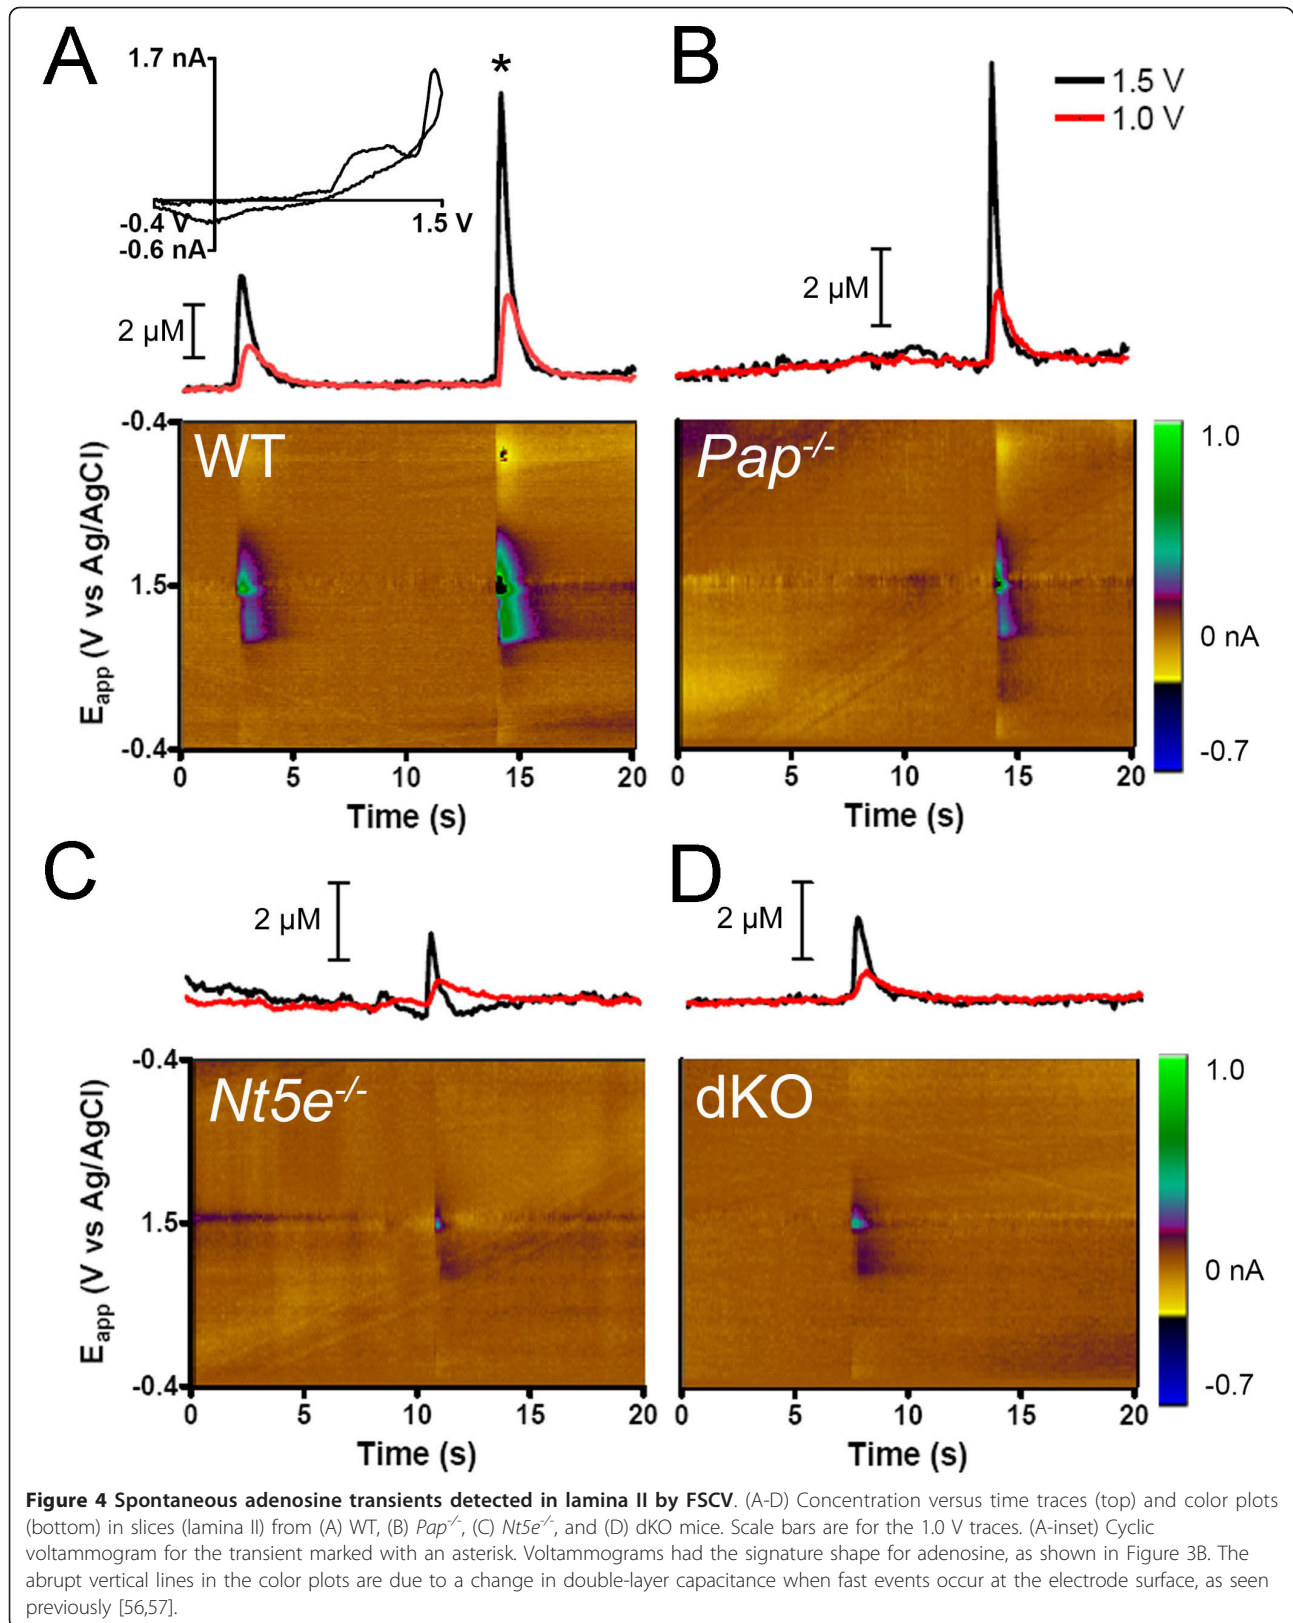 A
1.7 nA
-0.4 V
1.5 V
-0.6 nA
*
2 µM
B
1.5 V
1.0 V
2 µM
-0.4
1.5
-0.4
E_app (V vs Ag/AgCl)
WT
0 5 10 15 20
Time (s)
Pap-/-
0 5 10 15 20
Time (s)
1.0
0 nA
-0.7
C
2 µM
D
2 µM
-0.4
1.5
-0.4
E_app (V vs Ag/AgCl)
Nt5e-/-
0 5 10 15 20
Time (s)
dKO
0 5 10 15 20
Time (s)
1.0
0 nA
-0.7
Figure 4 Spontaneous adenosine transients detected in lamina II by FSCV. (A-D) Concentration versus time traces (top) and color plots
(bottom) in slices (lamina II) from (A) WT, (B) Pap-/-, (C) Nt5e-/-, and (D) dKO mice. Scale bars are for the 1.0 V traces. (A-inset) Cyclic
voltammogram for the transient marked with an asterisk. Voltammograms had the signature shape for adenosine, as shown in Figure 3B. The
abrupt vertical lines in the color plots are due to a change in double-layer capacitance when fast events occur at the electrode surface, as seen
previously [56,57].